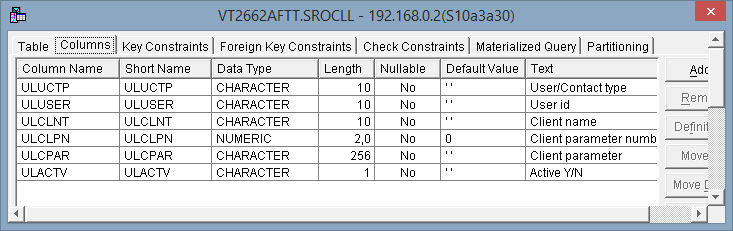 VT2662AFTT.SROCLL - 192.168.0.2(S10a3a30)
Table Columns Key Constraints Foreign Key Constraints Check Constraints Materialized Query Partitioning
Column Name Short Name Data Type Length Nullable Default Value Text
ULUCTP ULUCTP CHARACTER 10 No ' ' User/Contact type
ULUSER ULUSER CHARACTER 10 No ' ' User id
ULCLNT ULCLNT CHARACTER 10 No ' ' Client name
ULCLPN ULCLPN NUMERIC 2,0 No 0 Client parameter numb
ULCPAR ULCPAR CHARACTER 256 No ' ' Client parameter
ULACTV ULACTV CHARACTER 1 No ' ' Active Y/N
Add
Rem
Definit
Move
Move D